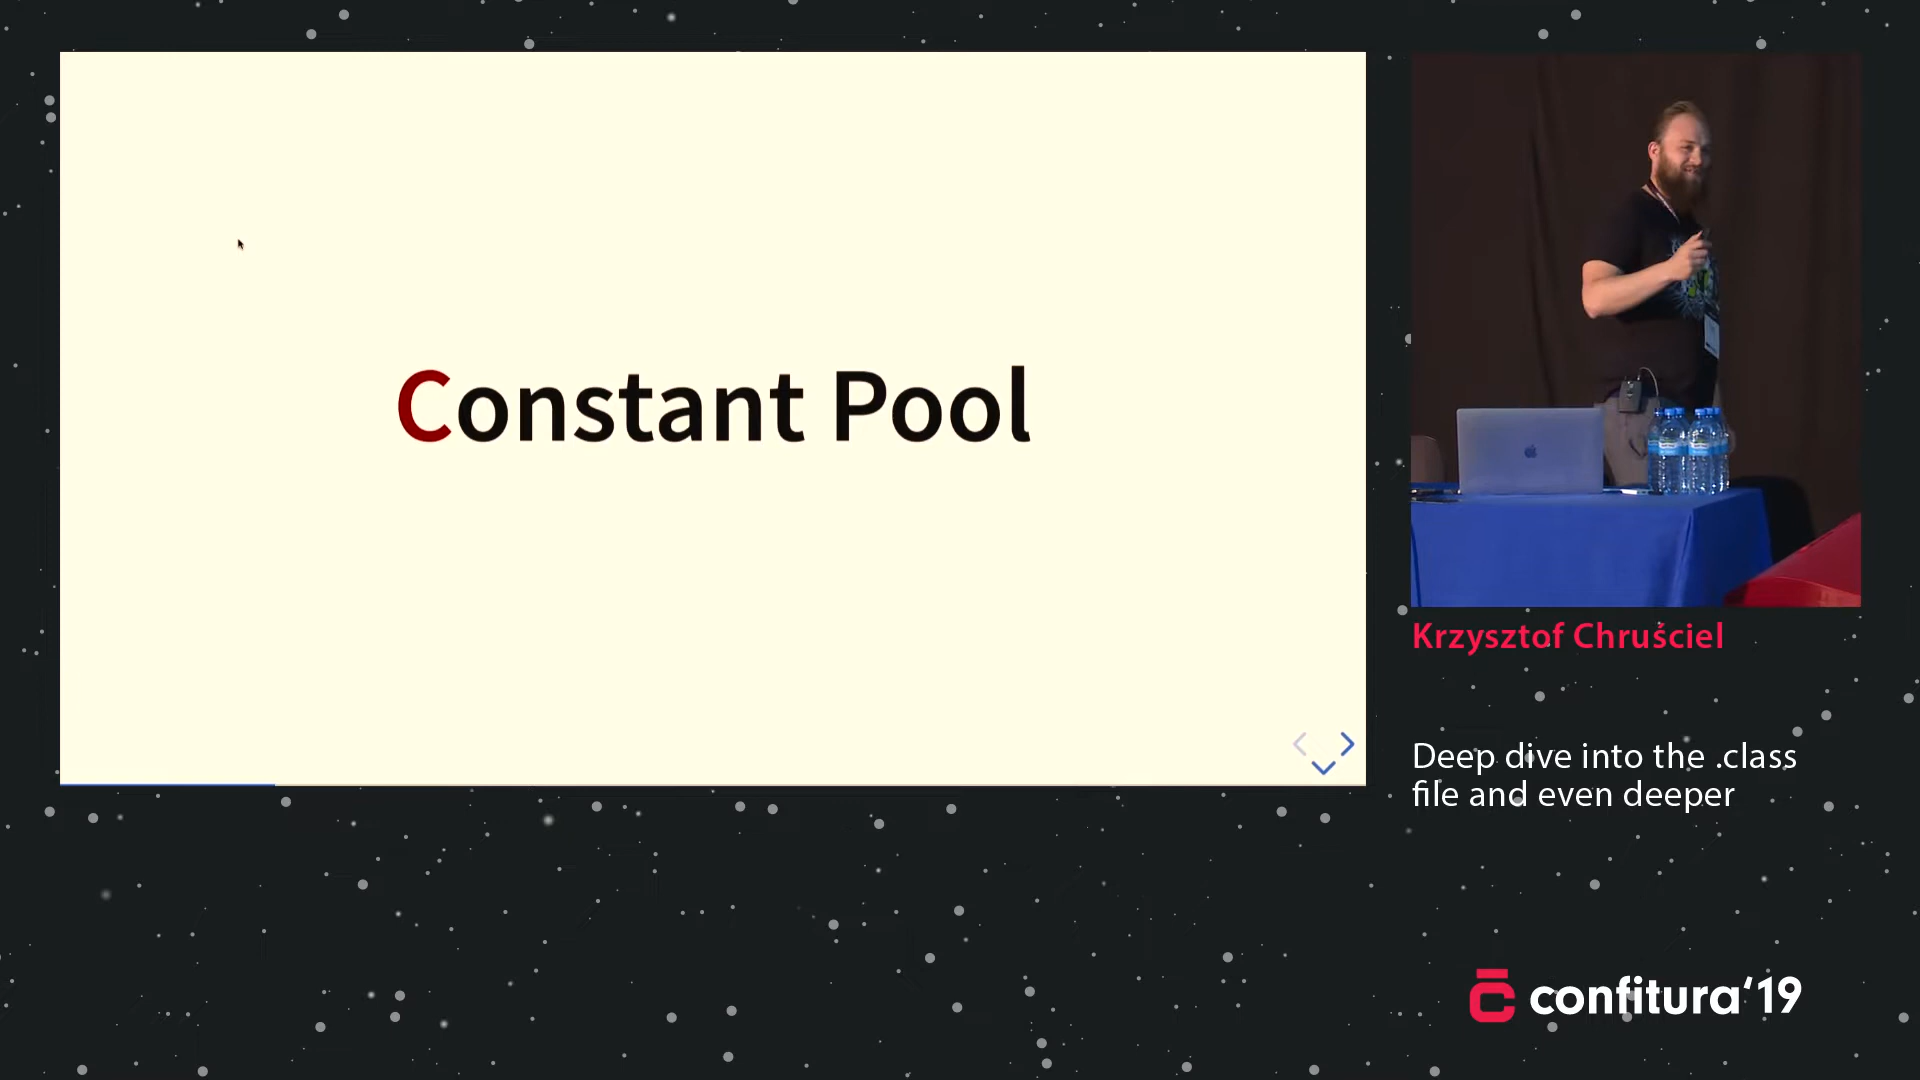 Constant Pool
Krzysztof Chruściel
Deep dive into the .class
file and even deeper
confitura‘19